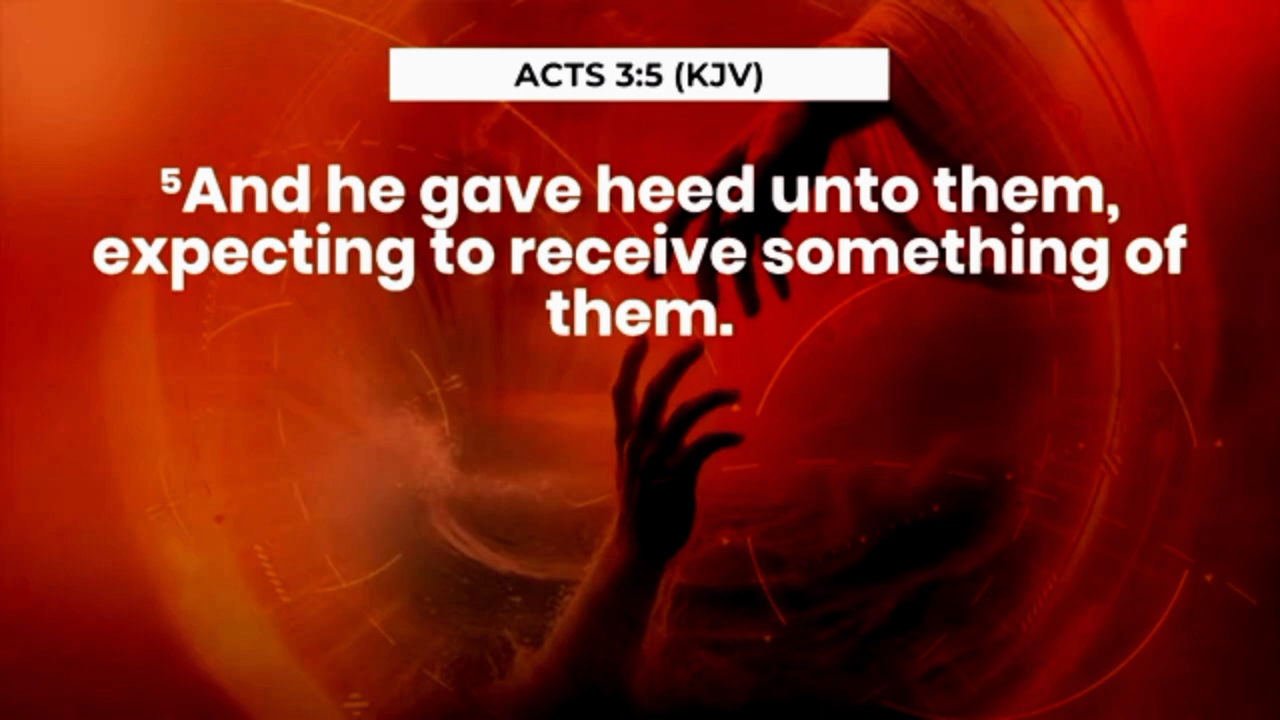 ACTS 3:5 (KJV)
⁵And he gave heed unto them,
expecting to receive something of
them.